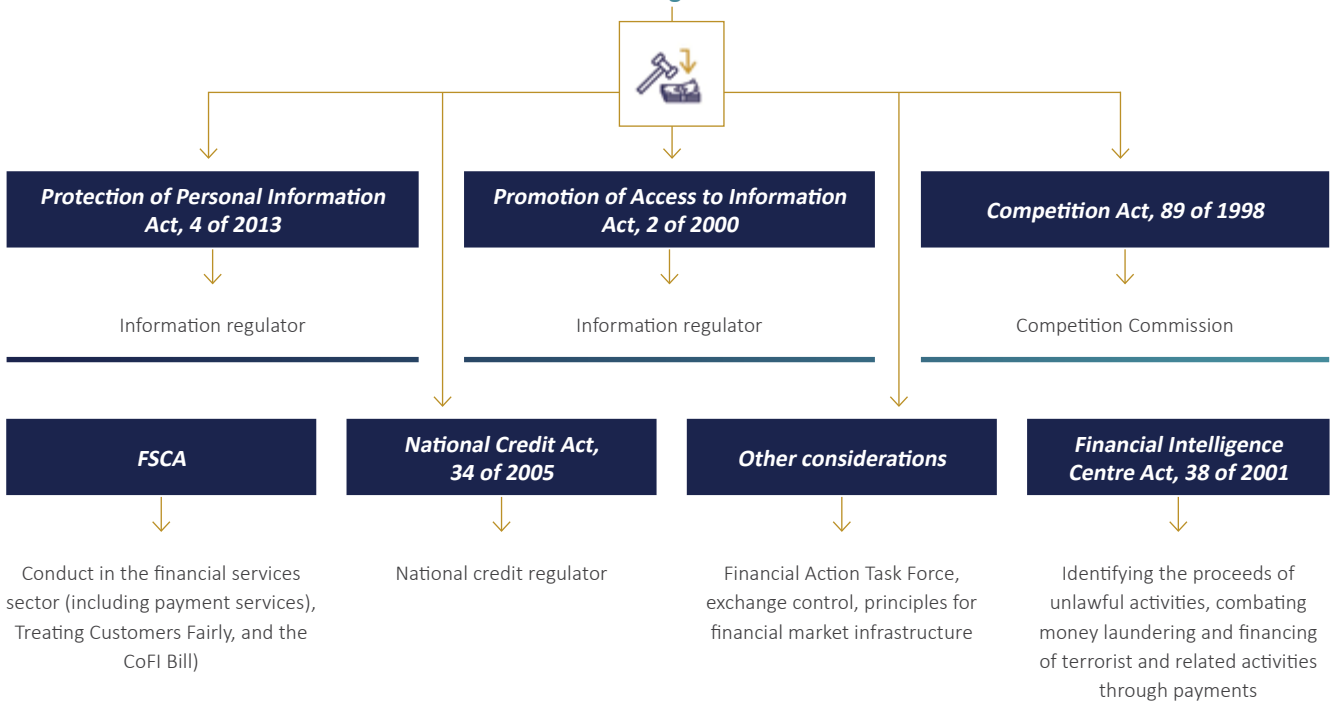 Protection of Personal Information
Act, 4 of 2013
Promotion of Access to Information
Act, 2 of 2000
Competition Act, 89 of 1998
Information regulator
Information regulator
Competition Commission
FSCA
National Credit Act,
34 of 2005
Other considerations
Financial Intelligence
Centre Act, 38 of 2001
Conduct in the financial services
sector (including payment services),
Treating Customers Fairly, and the
CoFI Bill)
National credit regulator
Financial Action Task Force,
exchange control, principles for
financial market infrastructure
Identifying the proceeds of
unlawful activities, combating
money laundering and financing
of terrorist and related activities
through payments